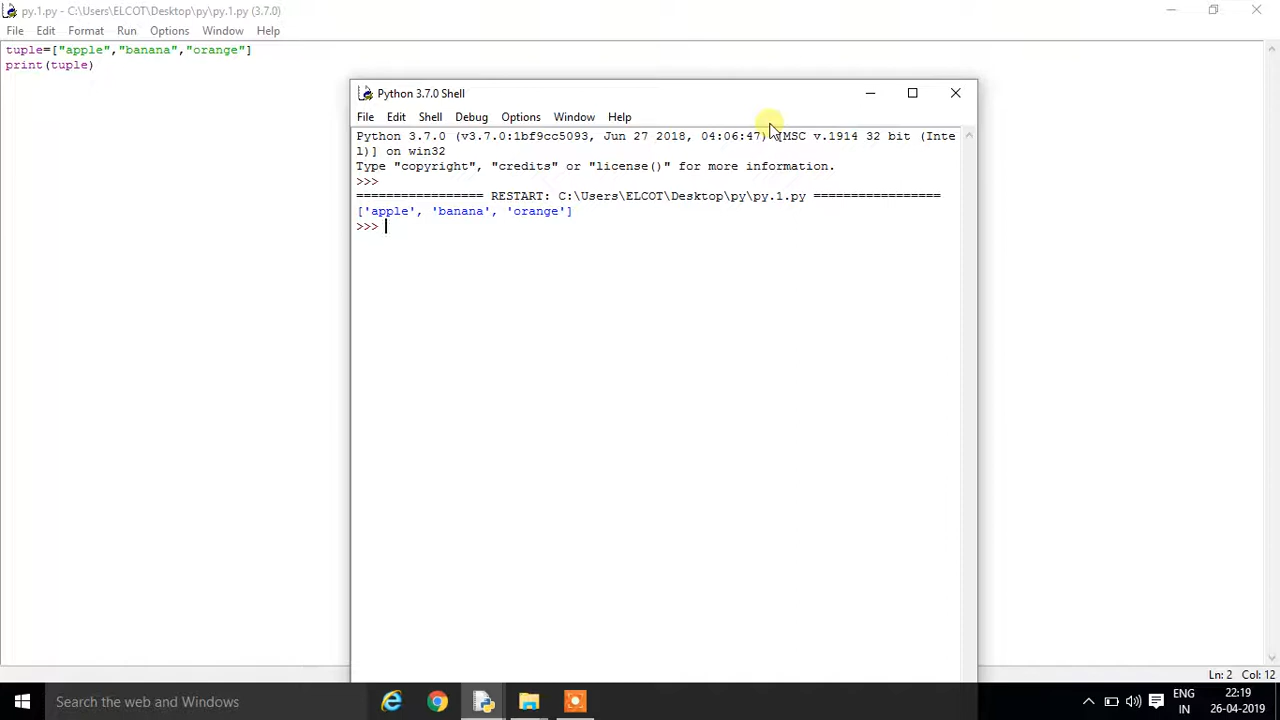 py.1.py - C:\Users\ELCOT\Desktop\py\py.1.py (3.7.0)
File Edit Format Run Options Window Help
tuple=["apple","banana","orange"]
print(tuple)
Python 3.7.0 Shell
File Edit Shell Debug Options Window Help
Python 3.7.0 (v3.7.0:1bf9cc5093, Jun 27 2018, 04:06:47) [MSC v.1914 32 bit (Inte
l)] on win32
Type "copyright", "credits" or "license()" for more information.
>>>
================= RESTART: C:\Users\ELCOT\Desktop\py\py.1.py =================
['apple', 'banana', 'orange']
>>>
Ln: 2 Col: 12
Search the web and Windows
ENG
IN
22:19
26-04-2019